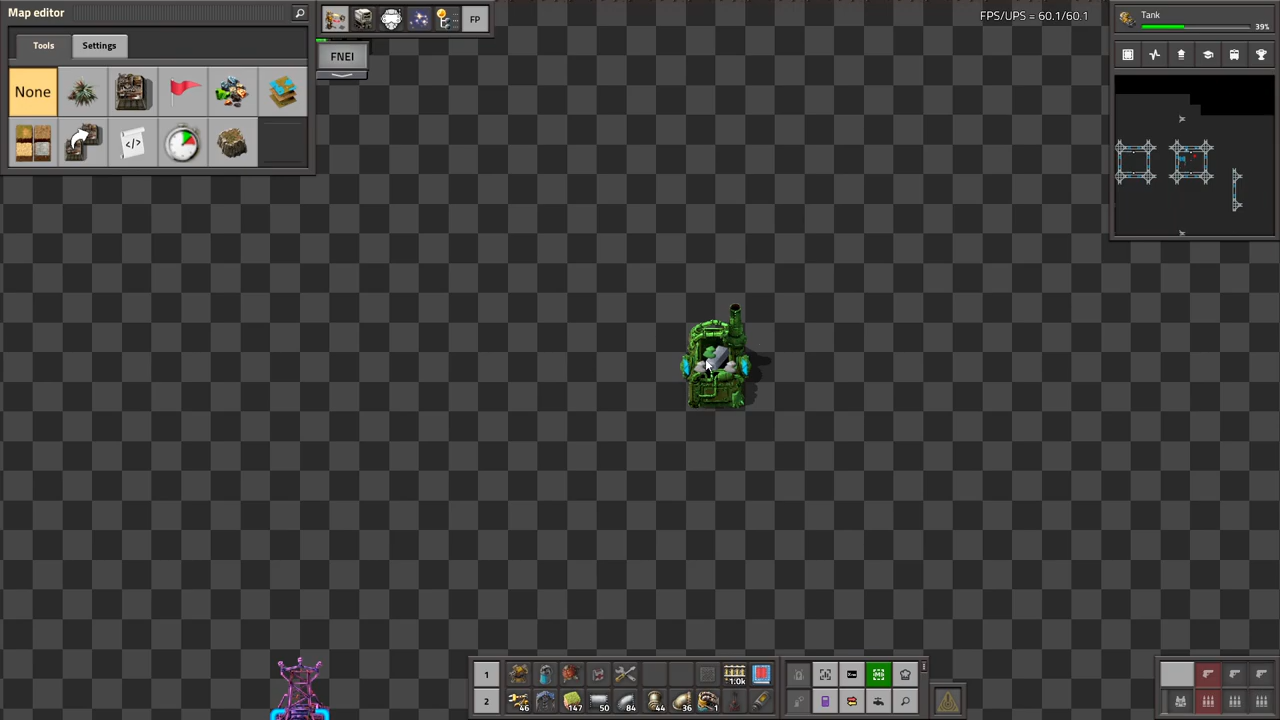 Map editor
FP
FPS/UPS = 60.1/60.1
Tank
39%
Tools
Settings
FNEI
None
</>
1
1.0k
2
46
147
50
84
44
36
1